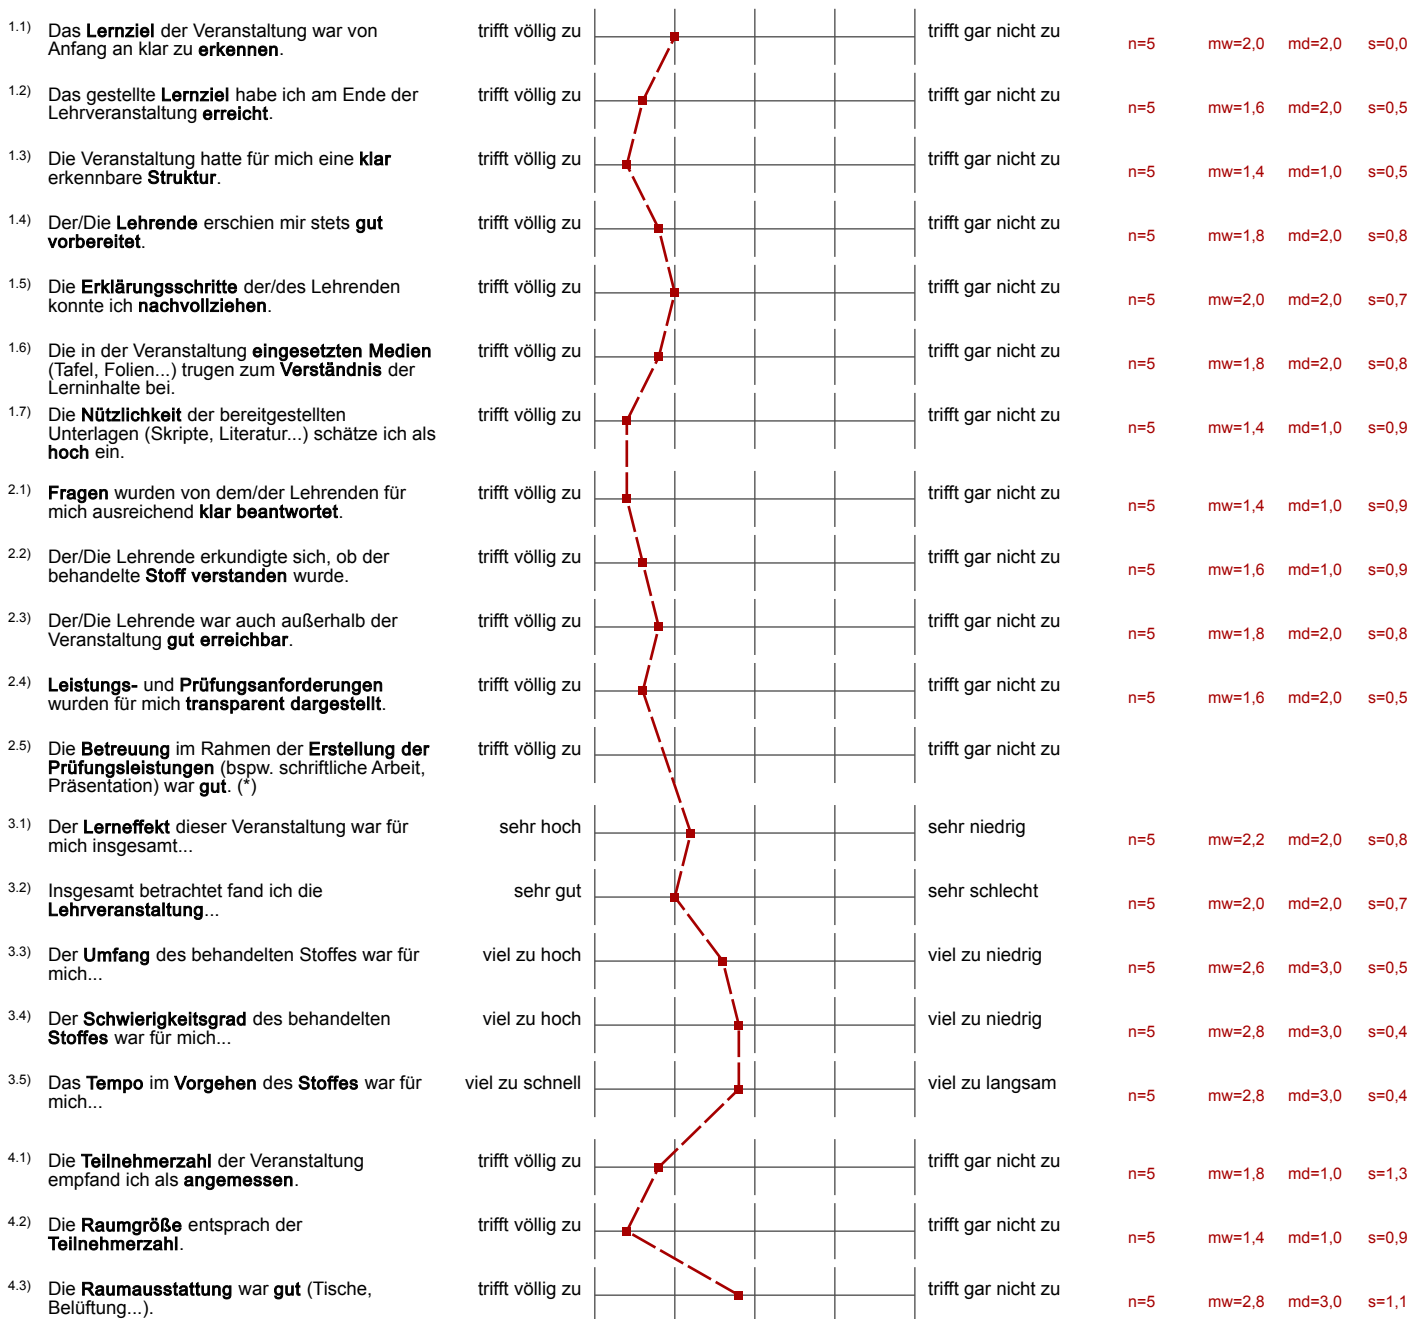 1.1) Das Lernziel der Veranstaltung war von
Anfang an klar zu erkennen.
trifft völlig zu
trifft gar nicht zu
n=5 mw=2,0 md=2,0 s=0,0
1.2) Das gestellte Lernziel habe ich am Ende der
Lehrveranstaltung erreicht.
trifft völlig zu
trifft gar nicht zu
n=5 mw=1,6 md=2,0 s=0,5
1.3) Die Veranstaltung hatte für mich eine klar
erkennbare Struktur.
trifft völlig zu
trifft gar nicht zu
n=5 mw=1,4 md=1,0 s=0,5
1.4) Der/Die Lehrende erschien mir stets gut
vorbereitet.
trifft völlig zu
trifft gar nicht zu
n=5 mw=1,8 md=2,0 s=0,8
1.5) Die Erklärungsschritte der/des Lehrenden
konnte ich nachvollziehen.
trifft völlig zu
trifft gar nicht zu
n=5 mw=2,0 md=2,0 s=0,7
1.6) Die in der Veranstaltung eingesetzten Medien
(Tafel, Folien...) trugen zum Verständnis der
Lerninhalte bei.
trifft völlig zu
trifft gar nicht zu
n=5 mw=1,8 md=2,0 s=0,8
1.7) Die Nützlichkeit der bereitgestellten
Unterlagen (Skripte, Literatur...) schätze ich als
hoch ein.
trifft völlig zu
trifft gar nicht zu
n=5 mw=1,4 md=1,0 s=0,9
2.1) Fragen wurden von dem/der Lehrenden für
mich ausreichend klar beantwortet.
trifft völlig zu
trifft gar nicht zu
n=5 mw=1,4 md=1,0 s=0,9
2.2) Der/Die Lehrende erkundigte sich, ob der
behandelte Stoff verstanden wurde.
trifft völlig zu
trifft gar nicht zu
n=5 mw=1,6 md=1,0 s=0,9
2.3) Der/Die Lehrende war auch außerhalb der
Veranstaltung gut erreichbar.
trifft völlig zu
trifft gar nicht zu
n=5 mw=1,8 md=2,0 s=0,8
2.4) Leistungs- und Prüfungsanforderungen
wurden für mich transparent dargestellt.
trifft völlig zu
trifft gar nicht zu
n=5 mw=1,6 md=2,0 s=0,5
2.5) Die Betreuung im Rahmen der Erstellung der
Prüfungsleistungen (bspw. schriftliche Arbeit,
Präsentation) war gut. (*)
trifft völlig zu
trifft gar nicht zu
3.1) Der Lerneffekt dieser Veranstaltung war für
mich insgesamt...
sehr hoch
sehr niedrig
n=5 mw=2,2 md=2,0 s=0,8
3.2) Insgesamt betrachtet fand ich die
Lehrveranstaltung...
sehr gut
sehr schlecht
n=5 mw=2,0 md=2,0 s=0,7
3.3) Der Umfang des behandelten Stoffes war für
mich...
viel zu hoch
viel zu niedrig
n=5 mw=2,6 md=3,0 s=0,5
3.4) Der Schwierigkeitsgrad des behandelten
Stoffes war für mich...
viel zu hoch
viel zu niedrig
n=5 mw=2,8 md=3,0 s=0,4
3.5) Das Tempo im Vorgehen des Stoffes war für
mich...
viel zu schnell
viel zu langsam
n=5 mw=2,8 md=3,0 s=0,4
4.1) Die Teilnehmerzahl der Veranstaltung
empfand ich als angemessen.
trifft völlig zu
trifft gar nicht zu
n=5 mw=1,8 md=1,0 s=1,3
4.2) Die Raumgröße entsprach der
Teilnehmerzahl.
trifft völlig zu
trifft gar nicht zu
n=5 mw=1,4 md=1,0 s=0,9
4.3) Die Raumausstattung war gut (Tische,
Belüftung...).
trifft völlig zu
trifft gar nicht zu
n=5 mw=2,8 md=3,0 s=1,1